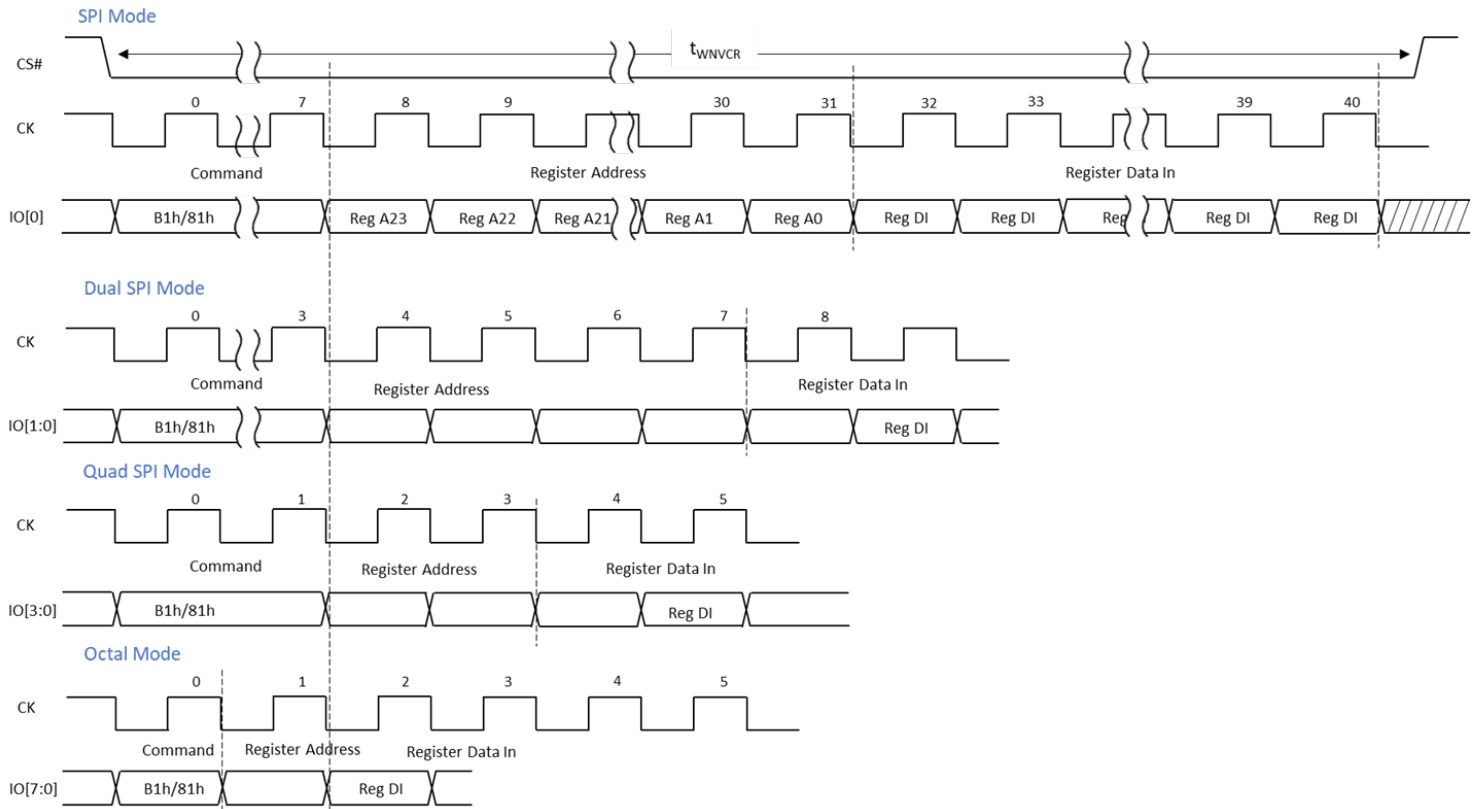 SPI Mode
CS#
tWNVCR
0 7 8 9 30 31 32 33 39 40
CK
Command Register Address Register Data In
IO[0] B1h/81h Reg A23 Reg A22 Reg A21 Reg A1 Reg A0 Reg DI Reg DI Reg Reg DI Reg DI
Dual SPI Mode
0 3 4 5 6 7 8
CK
Command Register Address Register Data In
IO[1:0] B1h/81h Reg DI
Quad SPI Mode
0 1 2 3 4 5
CK
Command Register Address Register Data In
IO[3:0] B1h/81h Reg DI
Octal Mode
0 1 2 3 4 5
CK
Command Register Address Register Data In
IO[7:0] B1h/81h Reg DI